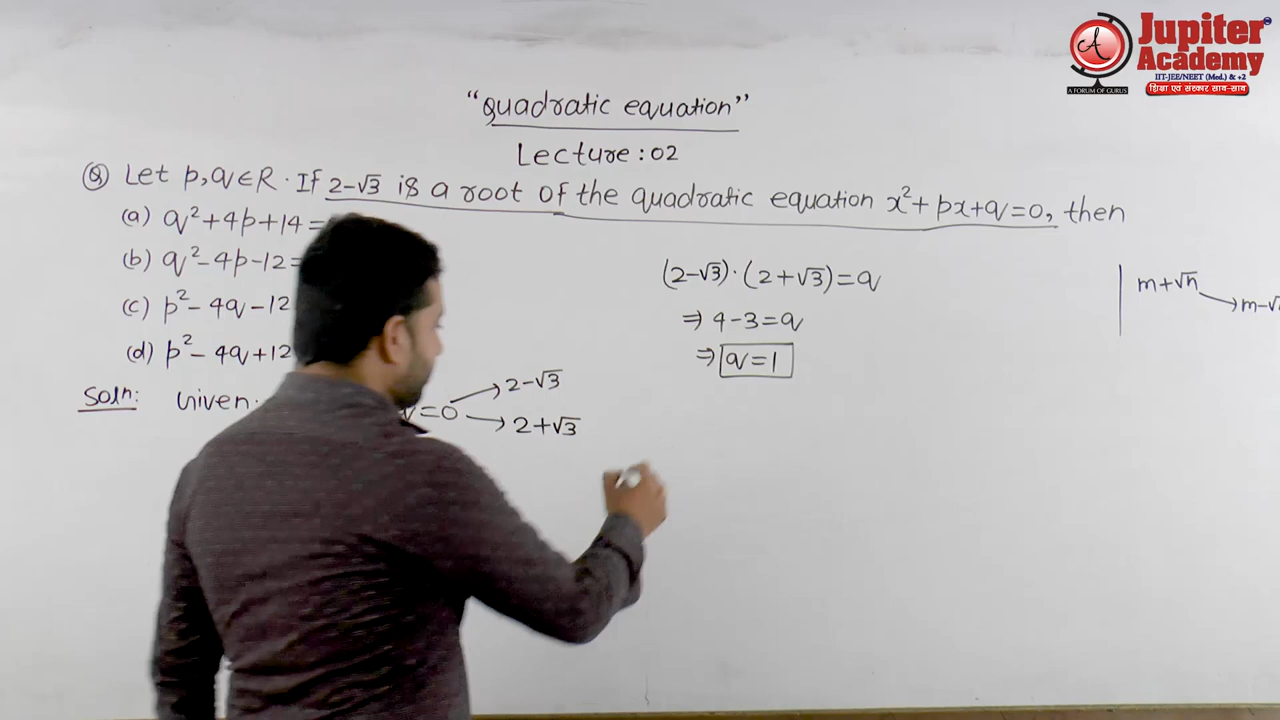 Jupiter
Academy
IIT-JEE/NEET (Med.) & +2
A FORUM OF GURUS
शिक्षा एवं संस्कार साथ-साथ
"Quadratic equation"
Lecture: 02
Q Let p, q ∈ R. If 2-√3 is a root of the quadratic equation x²+px+q=0, then
(a) q²+4p+14=
(b) q²-4p-12=
(c) p²-4q-12
(d) p²-4q+12
Soln: Given.
=0
2-√3
2+√3
(2-√3)·(2+√3)=q
⇒ 4-3=q
⇒ q=1
m+√n
m-√